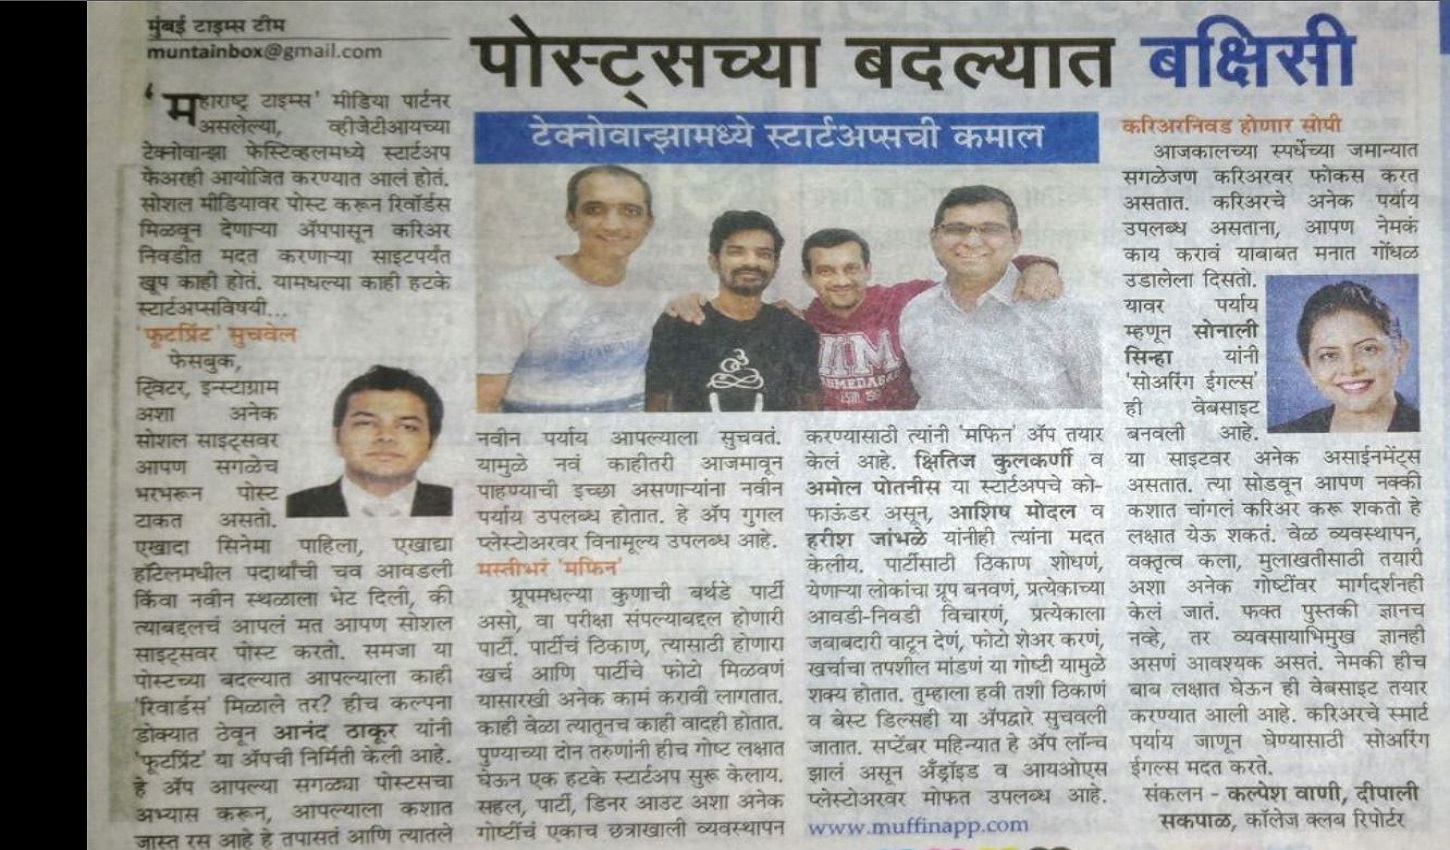 मुंबई टाइम्स टीम
muntainbox@gmail.com
पोस्ट्सच्या बदल्यात बक्षिसी
टेक्नोवान्झामध्ये स्टार्टअप्सची कमाल
'महाराष्ट्र टाइम्स' मीडिया पार्टनर
असलेल्या, व्हीजेटीआयच्या
टेक्नोवान्झा फेस्टिव्हलमध्ये स्टार्टअप
फेअरही आयोजित करण्यात आलं होतं.
सोशल मीडियावर पोस्ट करून रिवॉर्डस
मिळवून देणाऱ्या अॅपपासून करिअर
निवडीत मदत करणाऱ्या साइटपर्यंत
खूप काही होतं. यामधल्या काही हटके
स्टार्टअप्सविषयी...
'फूटप्रिंट' सुचवेल
फेसबुक,
ट्विटर, इन्स्टाग्राम
अशा अनेक
सोशल साइट्सवर
आपण सगळेच
भरभरून पोस्ट
टाकत असतो.
एखादा सिनेमा पाहिला, एखाद्या
हॉटेलमधील पदार्थांची चव आवडली
किंवा नवीन स्थळाला भेट दिली, की
त्याबद्दलचं आपलं मत आपण सोशल
साइट्सवर पोस्ट करतो. समजा या
पोस्टच्या बदल्यात आपल्याला काही
'रिवार्डस' मिळाले तर? हीच कल्पना
डोक्यात ठेवून आनंद ठाकूर यांनी
'फूटप्रिंट' या अॅपची निर्मिती केली आहे.
हे अॅप आपल्या सगळ्या पोस्टसचा
अभ्यास करून, आपल्याला कशात
जास्त रस आहे हे तपासतं आणि त्यातले
नवीन पर्याय आपल्याला सुचवतं.
यामुळे नवं काहीतरी आजमावून
पाहण्याची इच्छा असणाऱ्यांना नवीन
पर्याय उपलब्ध होतात. हे अॅप गुगल
प्लेस्टोअरवर विनामूल्य उपलब्ध आहे.
मस्तीभरं 'मफिन'
ग्रूपमधल्या कुणाची बर्थडे पार्टी
असो, वा परीक्षा संपल्याबद्दल होणारी
पार्टी. पार्टीचं ठिकाण, त्यासाठी होणारा
खर्च आणि पार्टीचे फोटो मिळवणं
यासारखी अनेक कामं करावी लागतात.
काही वेळा त्यातूनच काही वादही होतात.
पुण्याच्या दोन तरुणांनी हीच गोष्ट लक्षात
घेऊन एक हटके स्टार्टअप सुरू केलाय.
सहल, पार्टी, डिनर आउट अशा अनेक
गोष्टींचं एकाच छत्राखाली व्यवस्थापन
करण्यासाठी त्यांनी 'मफिन' अॅप तयार
केलं आहे. क्षितिज कुलकर्णी व
अमोल पोतनीस या स्टार्टअपचे को-
फाऊंडर असून, आशिष मोदल व
हरीश जांभळे यांनीही त्यांना मदत
केलीय. पार्टीसाठी ठिकाण शोधणं,
येणाऱ्या लोकांचा ग्रूप बनवणं, प्रत्येकाच्या
आवडी-निवडी विचारणं, प्रत्येकाला
जबाबदारी वाटून देणं, फोटो शेअर करणं,
खर्चाचा तपशील मांडणं या गोष्टी यामुळे
शक्य होतात. तुम्हाला हवी तशी ठिकाणं
व बेस्ट डिल्सही या अॅपद्वारे सुचवली
जातात. सप्टेंबर महिन्यात हे अॅप लॉन्च
झालं असून अँड्रॉइड व आयओएस
प्लेस्टोअरवर मोफत उपलब्ध आहे.
www.muffinapp.com
करिअरनिवड होणार सोपी
आजकालच्या स्पर्धेच्या जमान्यात
सगळेजण करिअरवर फोकस करत
असतात. करिअरचे अनेक पर्याय
उपलब्ध असताना, आपण नेमकं
काय करावं याबाबत मनात गोंधळ
उडालेला दिसतो.
यावर पर्याय
म्हणून सोनाली
सिन्हा यांनी
'सोअरिंग ईगल्स'
ही वेबसाइट
बनवली आहे.
या साइटवर अनेक असाईनमेंट्स
असतात. त्या सोडवून आपण नक्की
कशात चांगलं करिअर करू शकतो हे
लक्षात येऊ शकतं. वेळ व्यवस्थापन,
वक्तृत्व कला, मुलाखतीसाठी तयारी
अशा अनेक गोष्टींवर मार्गदर्शनही
केलं जातं. फक्त पुस्तकी ज्ञानच
नव्हे, तर व्यवसायाभिमुख ज्ञानही
असणं आवश्यक असतं. नेमकी हीच
बाब लक्षात घेऊन ही वेबसाइट तयार
करण्यात आली आहे. करिअरचे स्मार्ट
पर्याय जाणून घेण्यासाठी सोअरिंग
ईगल्स मदत करते.
संकलन - कल्पेश वाणी, दीपाली
सकपाळ, कॉलेज क्लब रिपोर्टर